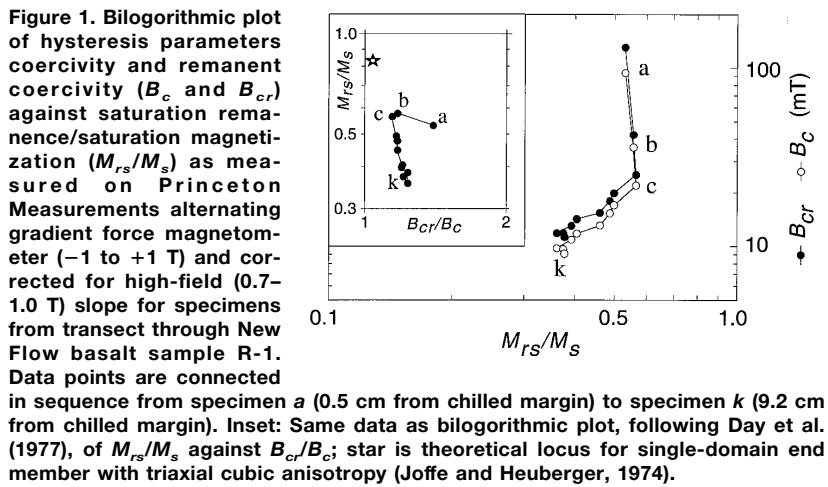 Figure 1. Bilogorithmic plot
of hysteresis parameters
coercivity and remanent
coercivity (Bc and Bcr)
against saturation rema-
nence/saturation magneti-
zation (Mrs/Ms) as mea-
sured on Princeton
Measurements alternating
gradient force magnetom-
eter (−1 to +1 T) and cor-
rected for high-field (0.7–
1.0 T) slope for specimens
from transect through New
Flow basalt sample R-1.
Data points are connected
in sequence from specimen a (0.5 cm from chilled margin) to specimen k (9.2 cm
from chilled margin). Inset: Same data as bilogorithmic plot, following Day et al.
(1977), of Mrs/Ms against Bcr/Bc; star is theoretical locus for single-domain end
member with triaxial cubic anisotropy (Joffe and Heuberger, 1974).
1.0
Mrs/Ms
0.5
0.3
c
b
a
k
1
Bcr/Bc
2
a
b
c
k
100
10
Bcr Bc (mT)
0.1
0.5
1.0
Mrs/Ms